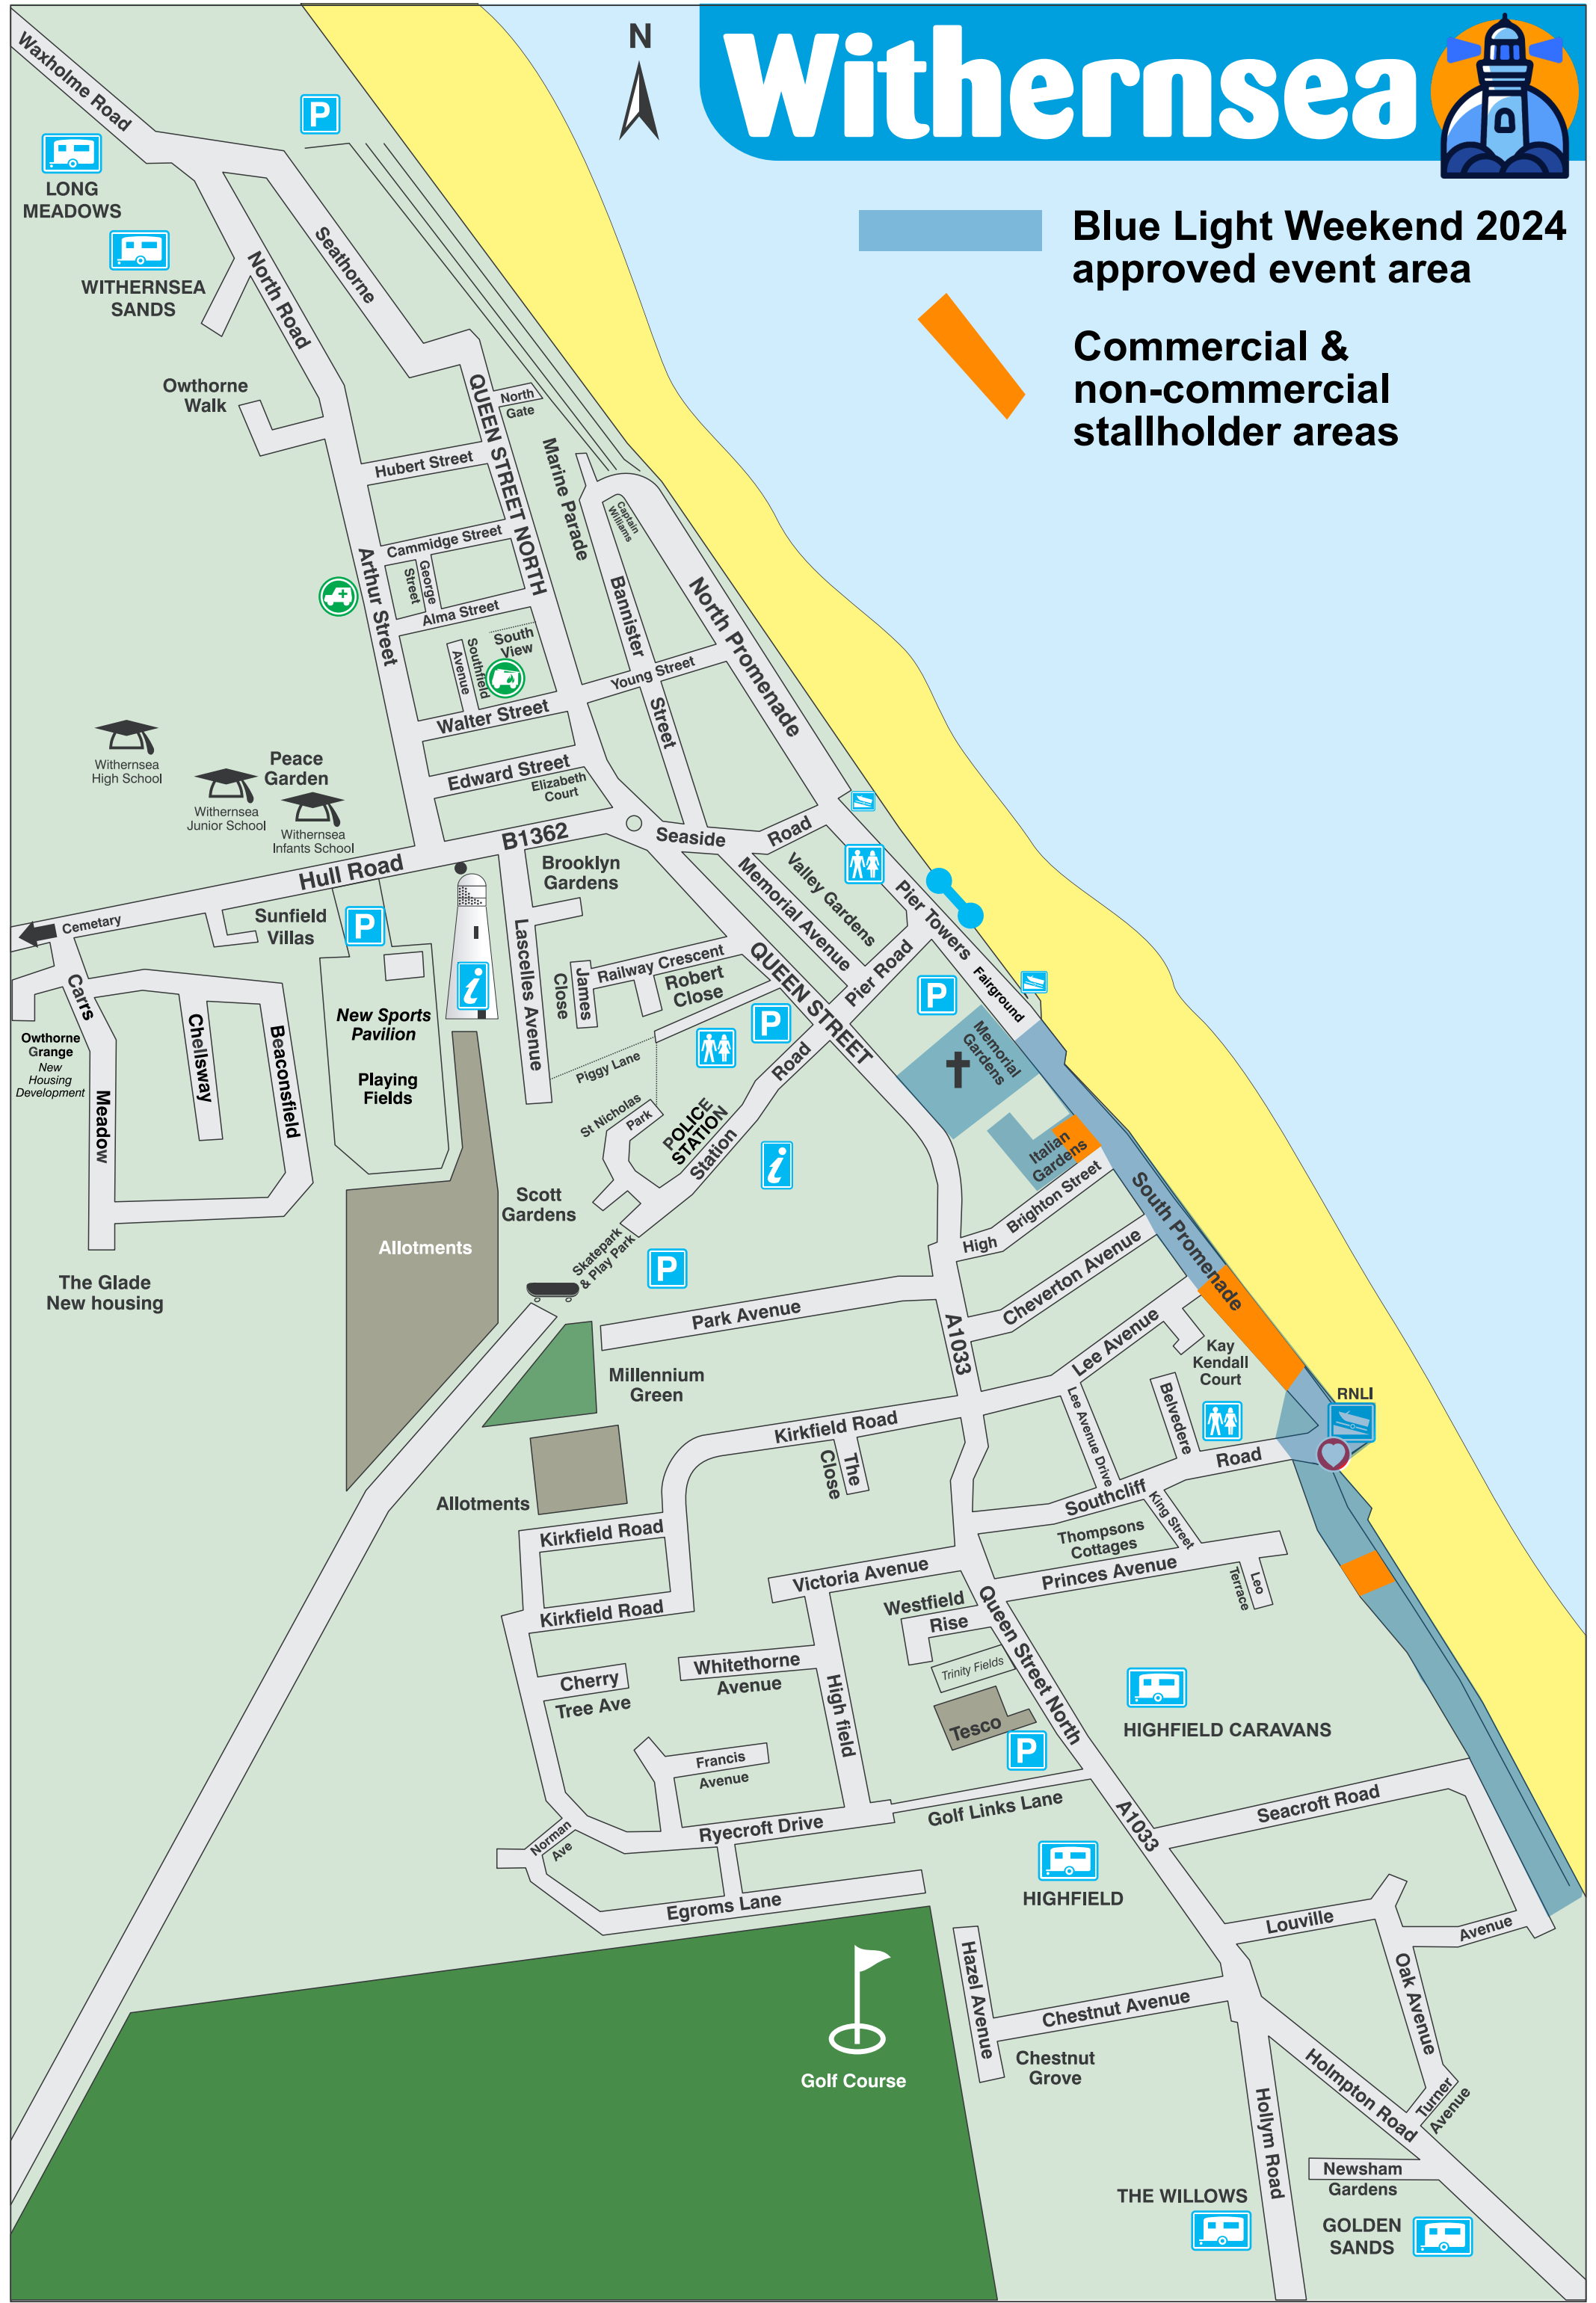 Withernsea
N
Blue Light Weekend 2024
approved event area
Commercial &
non-commercial
stallholder areas
Waxholme Road
P
LONG
MEADOWS
WITHERNSEA
SANDS
Seathorne
North Road
Owthorne
Walk
QUEEN STREET NORTH
North
Gate
Hubert Street
Marine Parade
Captain
Williams
Cammidge Street
George
Street
Arthur Street
Alma Street
Bannister
Street
North Promenade
South
View
Southfield
Avenue
Young Street
Walter Street
Edward Street
Elizabeth
Court
Withernsea
High School
Peace
Garden
Withernsea
Junior School
Withernsea
Infants School
B1362
Hull Road
Seaside
Road
Brooklyn
Gardens
Valley Gardens
Memorial Avenue
Pier Towers
Cemetary
Sunfield
Villas
P
Lascelles Avenue
QUEEN STREET
Pier Road
Fairground
P
Railway Crescent
James
Close
Robert
Close
P
i
Carrs
Meadow
Chellsway
Beaconsfield
Owthorne
Grange
New
Housing
Development
New Sports
Pavilion
Playing
Fields
Piggy Lane
Memorial
Gardens
St Nicholas
Park
POLICE
STATION
Station
Road
i
Italian
Gardens
High
Brighton Street
South Promenade
Scott
Gardens
Skatepark
& Play Park
P
Allotments
The Glade
New housing
Cheverton Avenue
Park Avenue
A1033
Lee Avenue
Kay
Kendall
Court
Millennium
Green
Belvedere
RNLI
Lee Avenue Drive
Kirkfield Road
The
Close
Road
Southcliff
King Street
Allotments
Kirkfield Road
Thompsons
Cottages
Princes Avenue
Leo
Terrace
Victoria Avenue
Westfield
Rise
Kirkfield Road
Queen Street North
Trinity Fields
Whitethorne
Avenue
Cherry
Tree Ave
High field
Tesco
P
HIGHFIELD CARAVANS
Francis
Avenue
Golf Links Lane
Seacroft Road
A1033
Ryecroft Drive
Norman
Ave
HIGHFIELD
Egroms Lane
Louville
Avenue
Hazel Avenue
Oak Avenue
Chestnut Avenue
Chestnut
Grove
Golf Course
Holmpton Road
Turner
Avenue
Hollym Road
Newsham
Gardens
THE WILLOWS
GOLDEN
SANDS